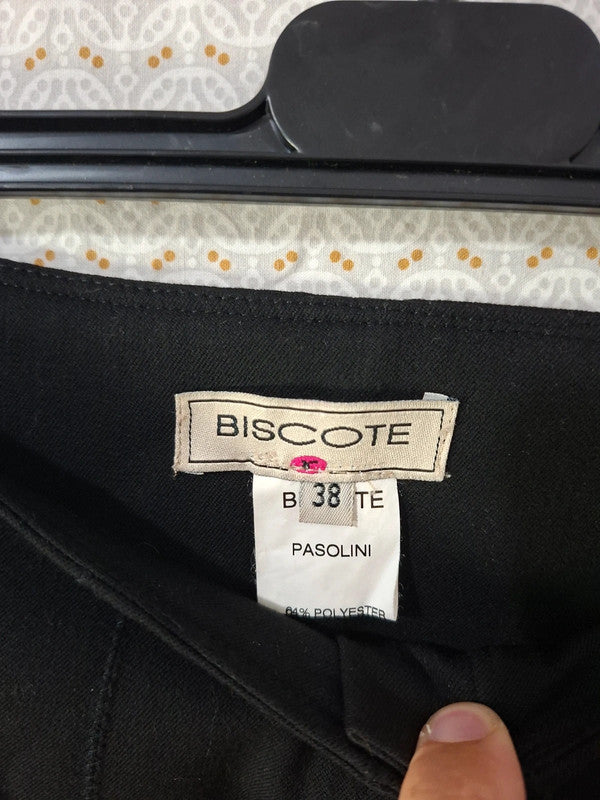 BISCOTE
B 38 TE
PASOLINI
64% POLYESTER